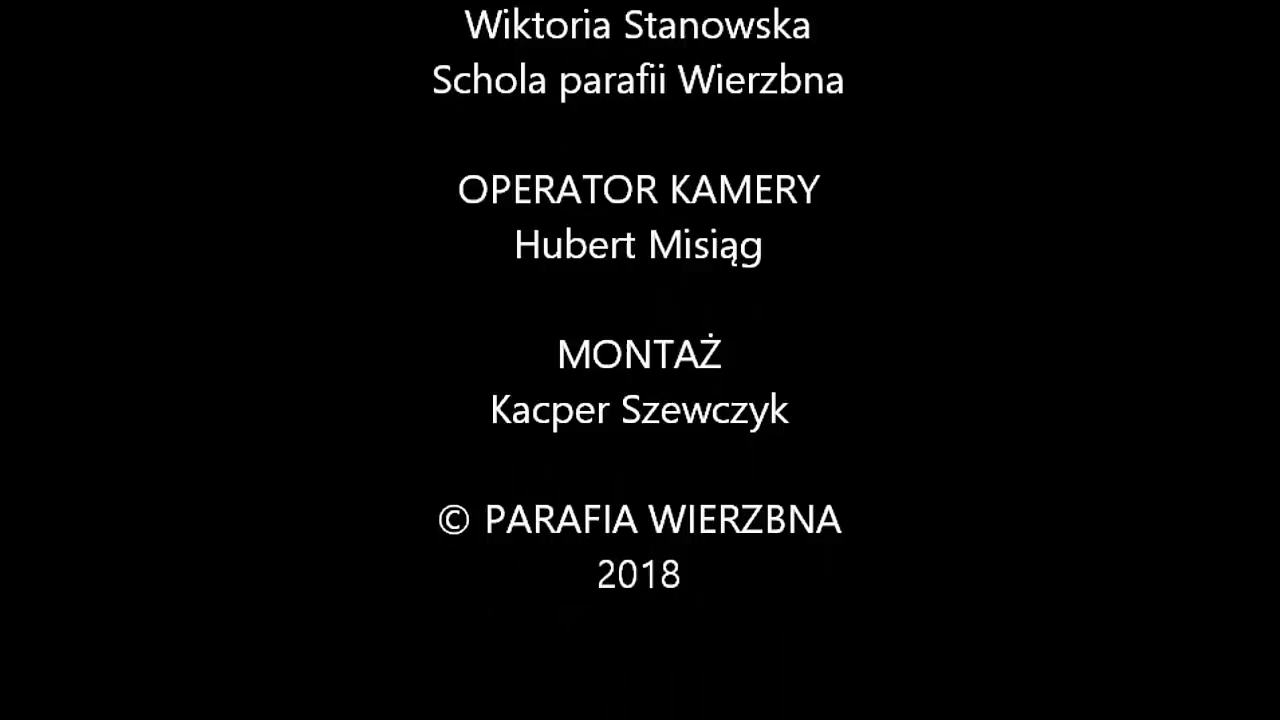 Wiktoria Stanowska
Schola parafii Wierzbna
OPERATOR KAMERY
Hubert Misiąg
MONTAŻ
Kacper Szewczyk
© PARAFIA WIERZBNA
2018